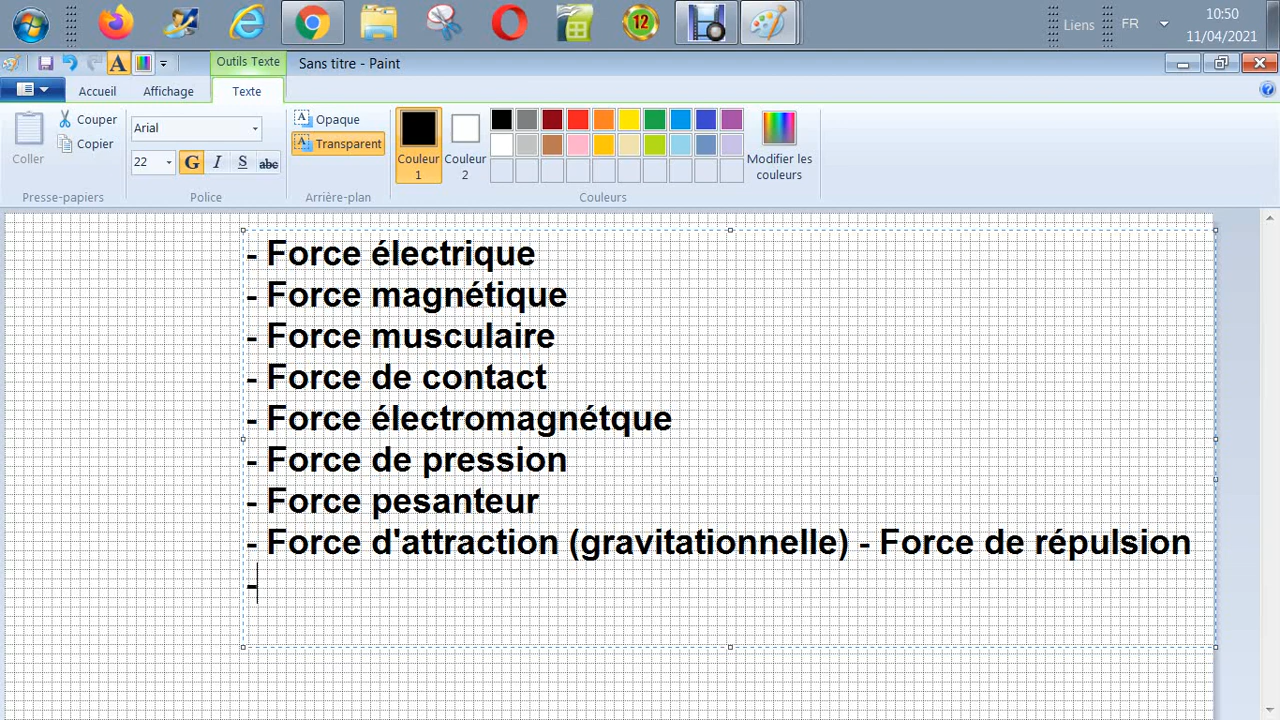 12
Liens
FR
10:50
11/04/2021
Outils Texte
Sans titre - Paint
Accueil
Affichage
Texte
Coller
Couper
Copier
Presse-papiers
Arial
22
G I S abc
Police
Opaque
Transparent
Arrière-plan
Couleur 1
Couleur 2
Modifier les couleurs
Couleurs
- Force électrique
- Force magnétique
- Force musculaire
- Force de contact
- Force électromagnétque
- Force de pression
- Force pesanteur
- Force d'attraction (gravitationnelle) - Force de répulsion
-